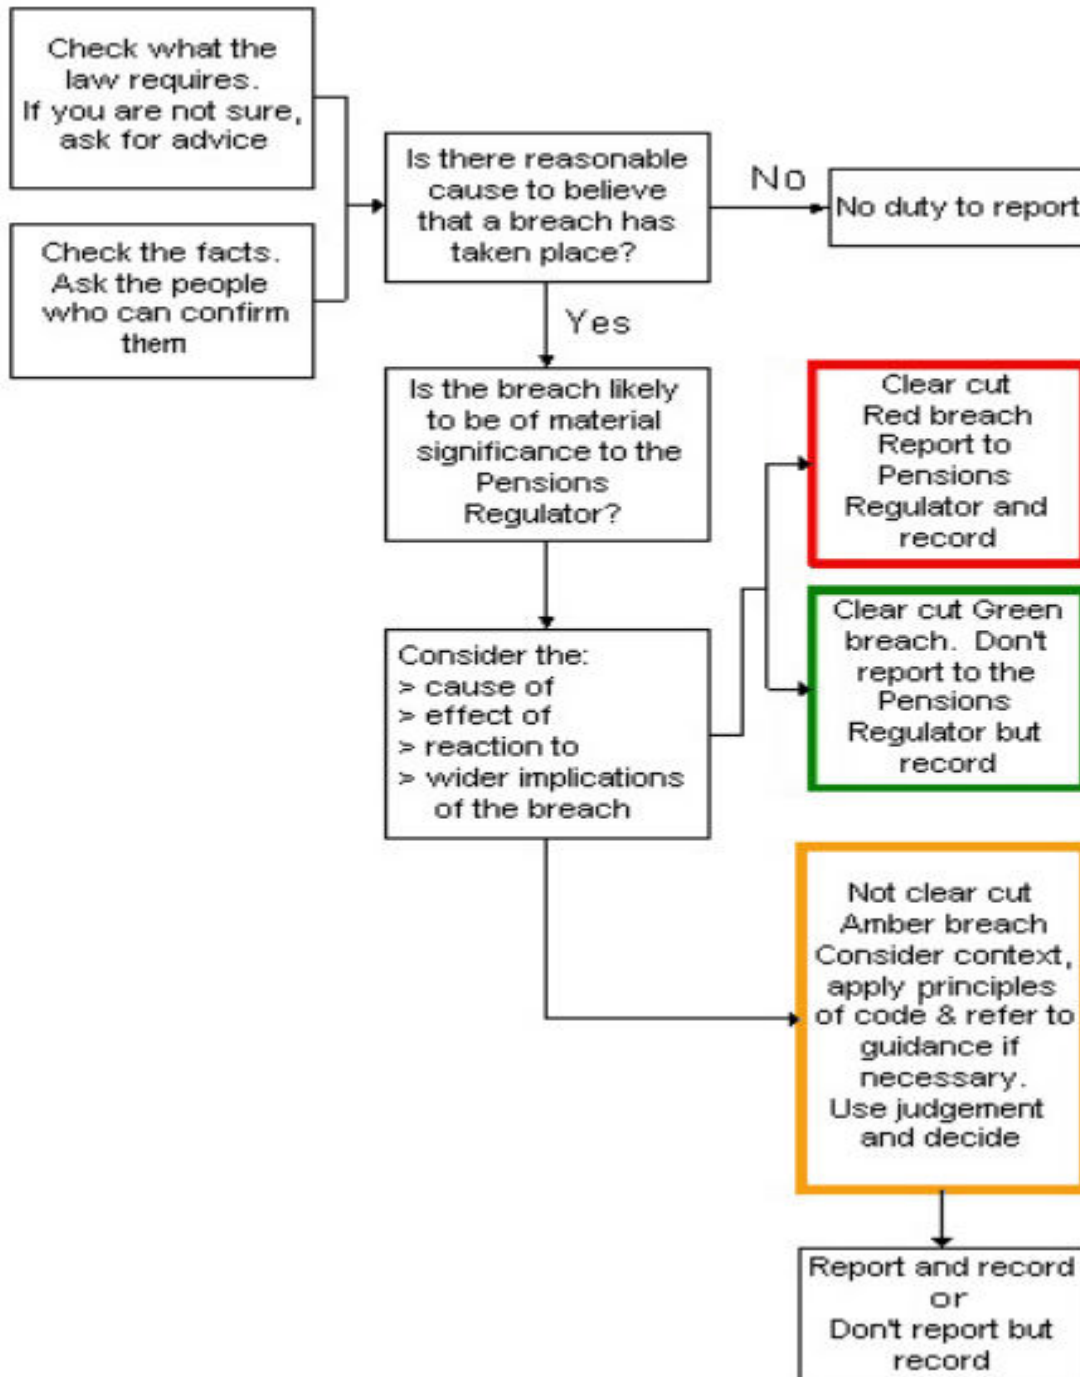 Check what the
law requires.
If you are not sure,
ask for advice
Check the facts.
Ask the people
who can confirm
them
Is there reasonable
cause to believe
that a breach has
taken place?
No
No duty to report
Yes
Is the breach likely
to be of material
significance to the
Pensions
Regulator?
Consider the:
> cause of
> effect of
> reaction to
> wider implications
of the breach
Clear cut
Red breach
Report to
Pensions
Regulator and
record
Clear cut Green
breach. Don't
report to the
Pensions
Regulator but
record
Not clear cut
Amber breach
Consider context,
apply principles
of code & refer to
guidance if
necessary.
Use judgement
and decide
Report and record
or
Don't report but
record